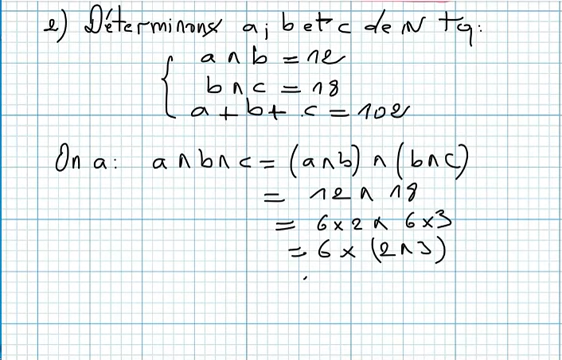 2) Déterminons a; b et c de N tq:
a ∧ b = 12
b ∧ c = 18
a + b + c = 102
On a: a ∧ b ∧ c = (a ∧ b) ∧ (b ∧ c)
= 12 ∧ 18
= 6 x 2 ∧ 6 x 3
= 6 x (2 ∧ 3)